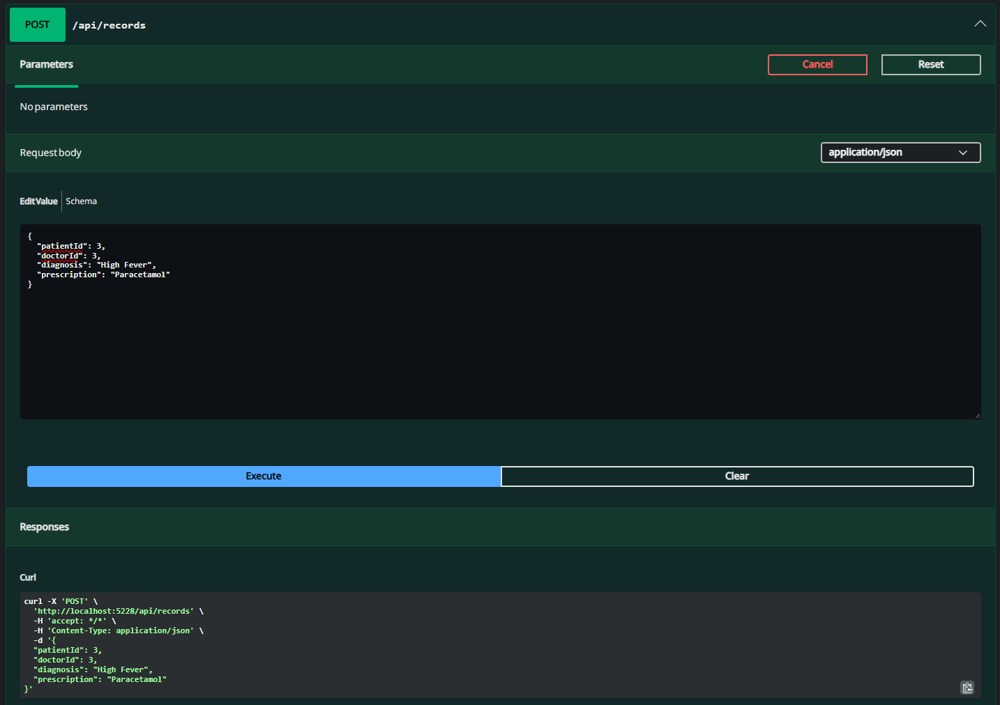 POST /api/records
Parameters
Cancel
Reset
No parameters
Request body
application/json
Edit Value
Schema
{
  "patientId": 3,
  "doctorId": 3,
  "diagnosis": "High Fever",
  "prescription": "Paracetamol"
}
Execute
Clear
Responses
Curl
curl -X 'POST' \
  'http://localhost:5228/api/records' \
  -H 'accept: */*' \
  -H 'Content-Type: application/json' \
  -d '{
  "patientId": 3,
  "doctorId": 3,
  "diagnosis": "High Fever",
  "prescription": "Paracetamol"
}'